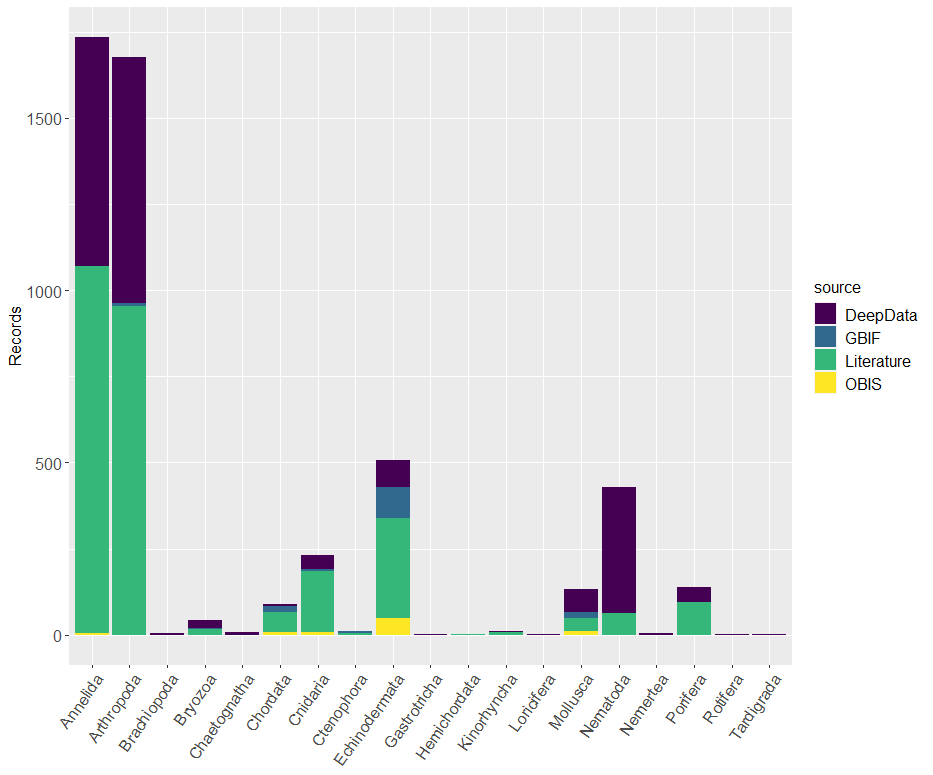 Records
1500
1000
500
0
Annelida
Arthropoda
Brachiopoda
Bryozoa
Chaetognatha
Chordata
Cnidaria
Ctenophora
Echinodermata
Gastrotricha
Hemichordata
Kinorhyncha
Loricifera
Mollusca
Nematoda
Nemertea
Porifera
Rotifera
Tardigrada
source
DeepData
GBIF
Literature
OBIS